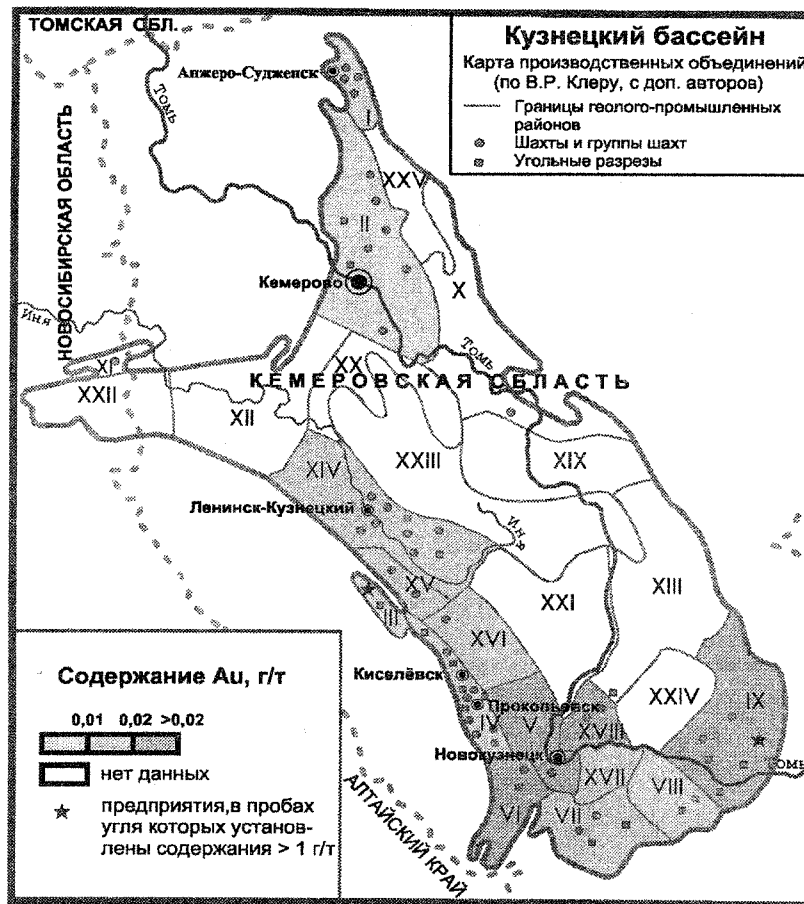 ТОМСКАЯ ОБЛ.
Кузнецкий бассейн
Карта производственных объединений
(по В.Р. Клеру, с доп. авторов)
Границы геолого-промышленных
районов
Шахты и группы шахт
Угольные разрезы
Анжеро-Судженск
Томь
I
НОВОСИБИРСКАЯ ОБЛАСТЬ
XXV
II
Кемерово
X
Иня
Томь
XI
XX
КЕМЕРОВСКАЯ ОБЛАСТЬ
XXII
XII
XXIII
XIX
XIV
Ленинск-Кузнецкий
Иня
XV
XIII
III
XXI
XVI
Киселёвск
XXIV
IX
Прокопьевск
IV
V
XVIII
Новокузнецк
Томь
XVII
VIII
VI
VII
АЛТАЙСКИЙ КРАЙ
Содержание Au, г/т
0,01 0,02 >0,02
нет данных
предприятия,в пробах
угля которых установ-
лены содержания > 1 г/т